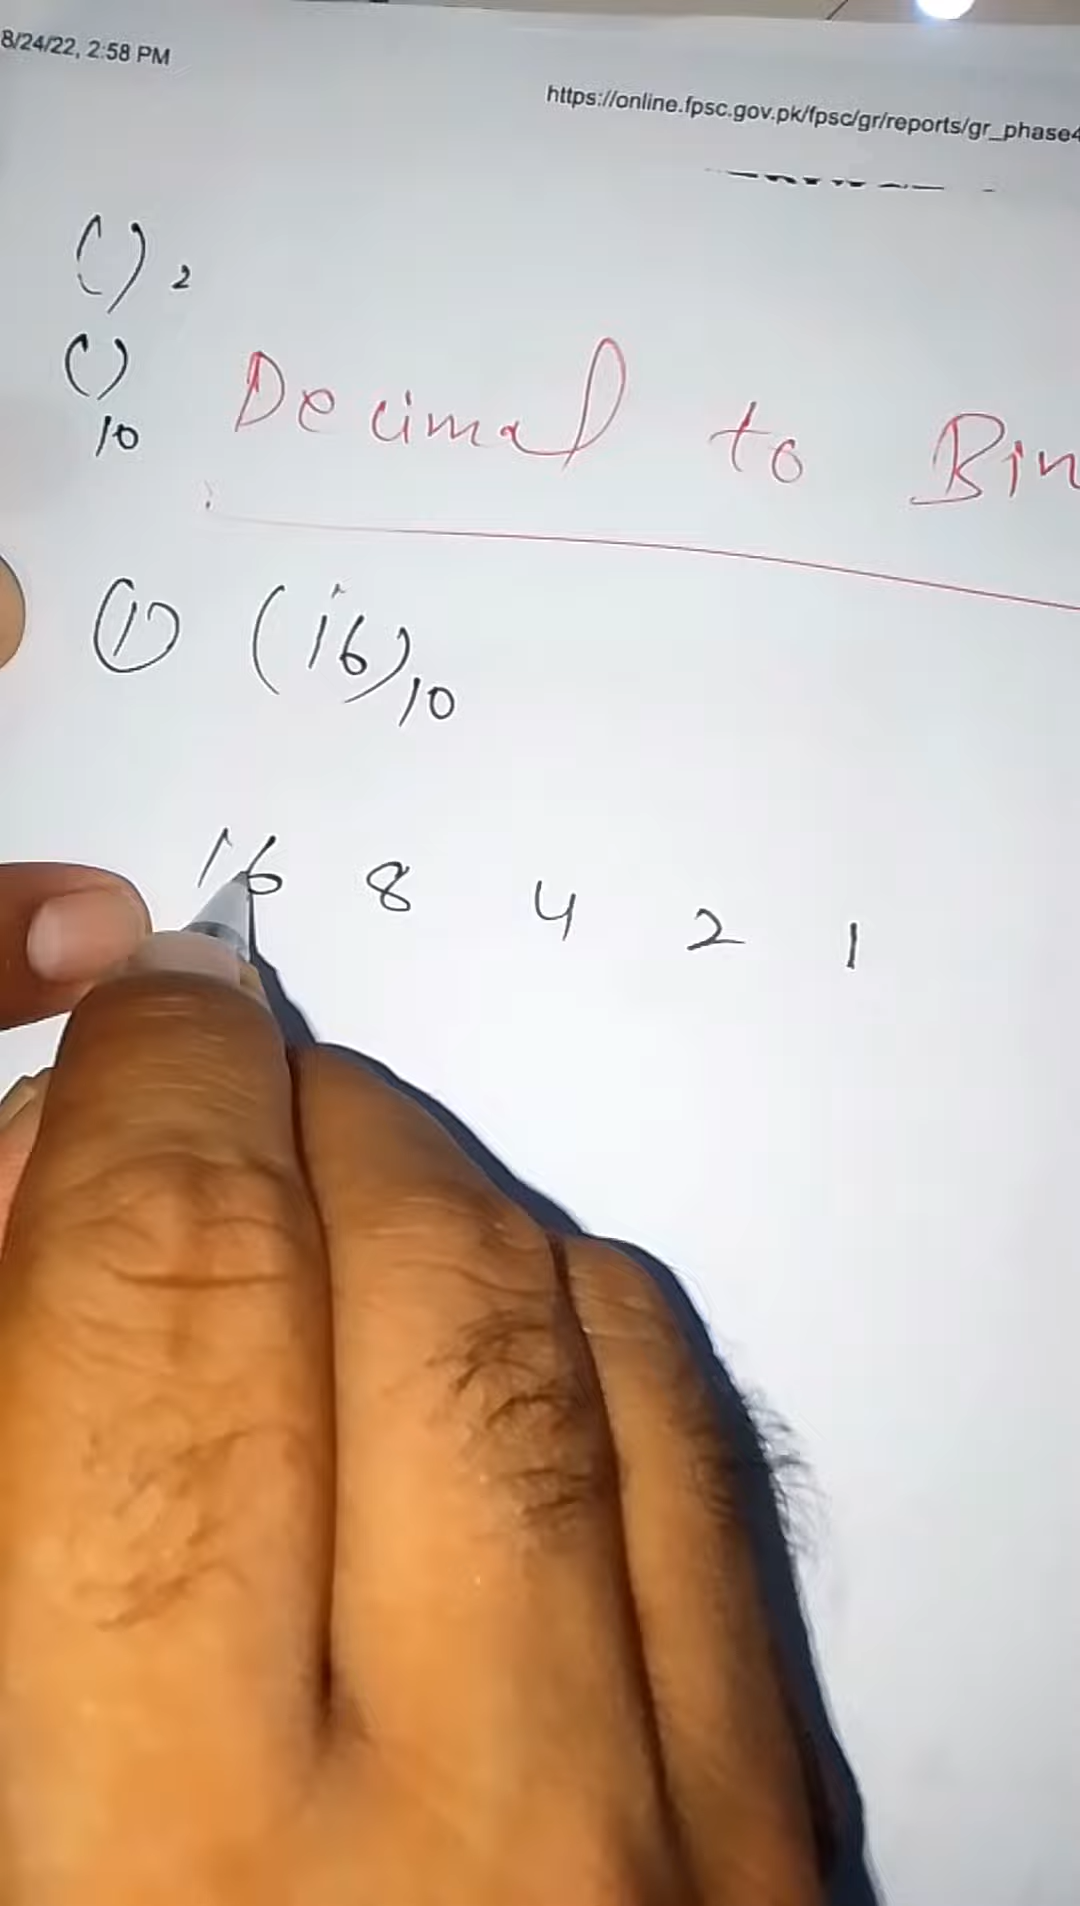 8/24/22, 2:58 PM
https://online.fpsc.gov.pk/fpsc/gr/reports/gr_phase4
( ) 2
( ) 10
Decimal to Bin
① (16)10
16 8 4 2 1